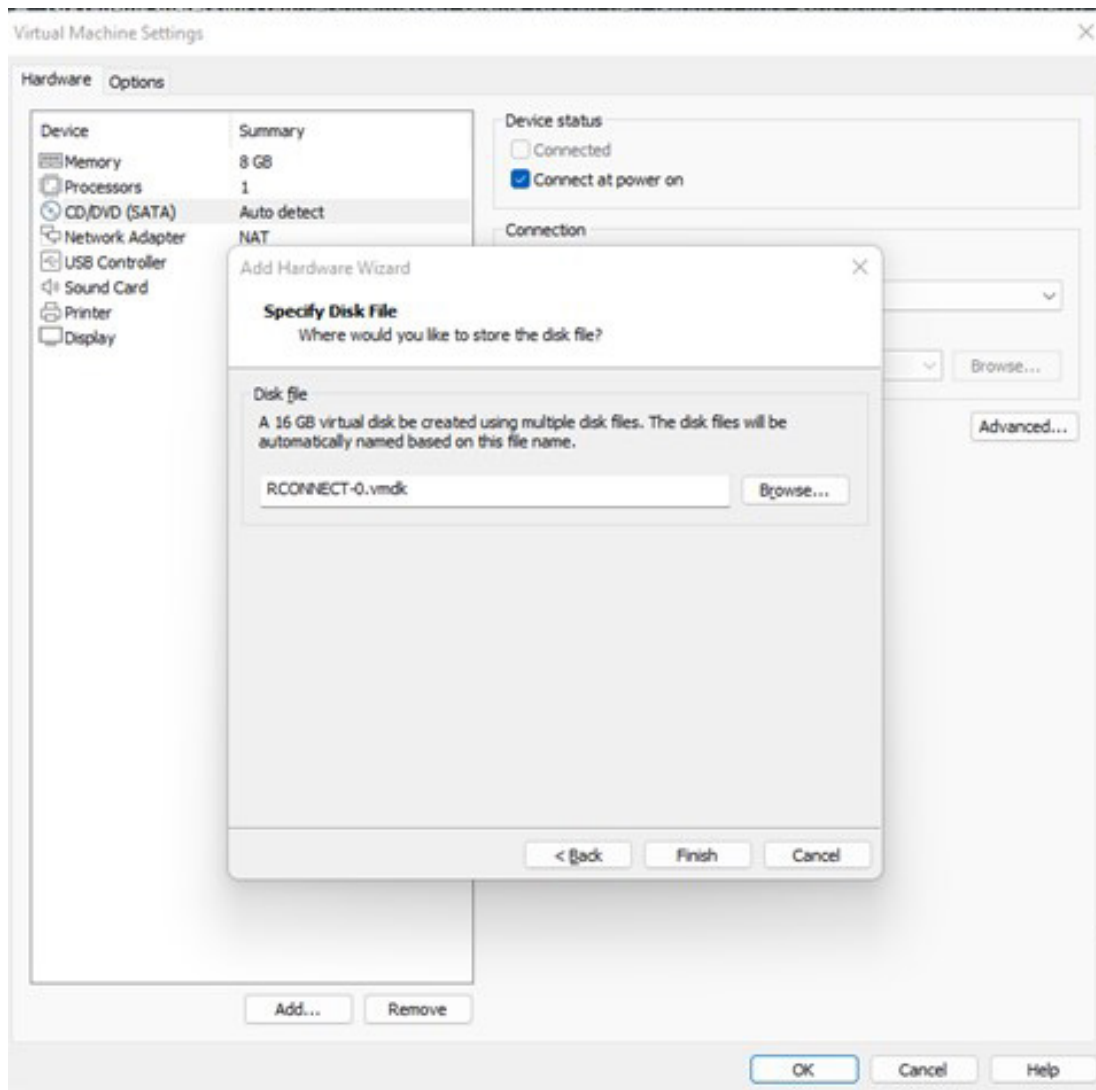 Virtual Machine Settings
Hardware Options
Device Summary
Memory 8 GB
Processors 1
CD/DVD (SATA) Auto detect
Network Adapter NAT
USB Controller
Sound Card
Printer
Display
Device status
Connected
Connect at power on
Connection
Browse...
Advanced...
Add Hardware Wizard
Specify Disk File
Where would you like to store the disk file?
Disk file
A 16 GB virtual disk be created using multiple disk files. The disk files will be
automatically named based on this file name.
RCONNECT-0.vmdk Browse...
< Back Finish Cancel
Add... Remove
OK Cancel Help